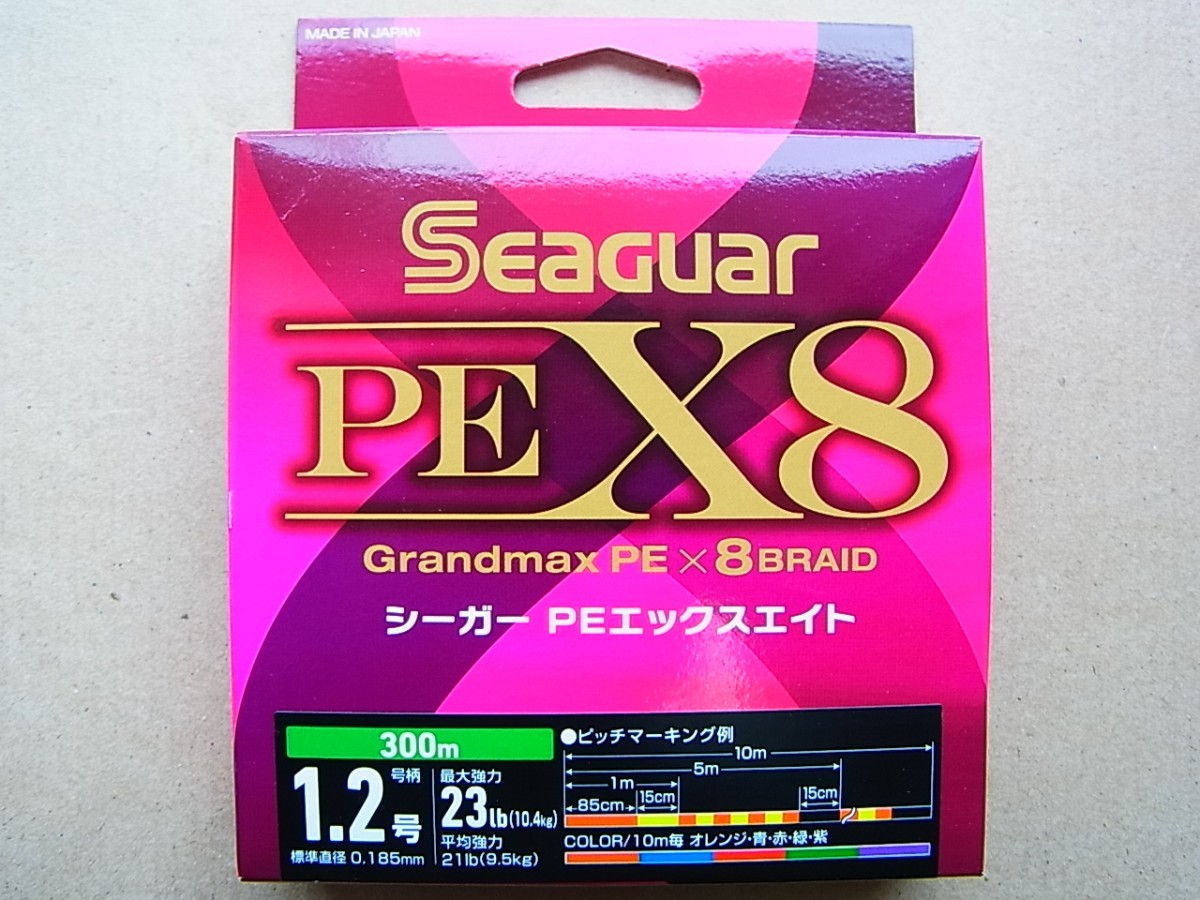 MADE IN JAPAN
Seaguar
PE X8
Grandmax PE × 8 BRAID
シーガー PEエックスエイト
300m
号柄
1.2号
標準直径 0.185mm
最大強力
23lb(10.4kg)
平均強力
21lb(9.5kg)
●ピッチマーキング例
10m
5m
1m
85cm 15cm 15cm
COLOR/10m毎 オレンジ・青・赤・緑・紫